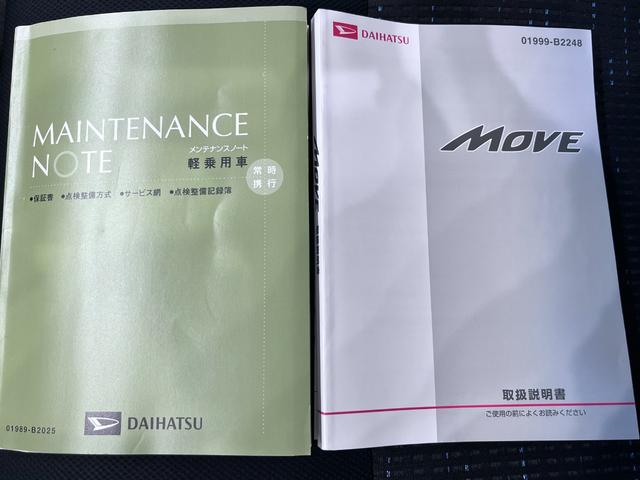 MAINTENANCE
NOTE
メンテナンスノート
軽乗用車
常時
携行
●保証書 ●点検整備方式 ●サービス網 ●点検整備記録簿
01989-B2025
DAIHATSU
DAIHATSU
01999-B2248
MOVE
取扱説明書
ご使用の前によくお読みください
MOVE